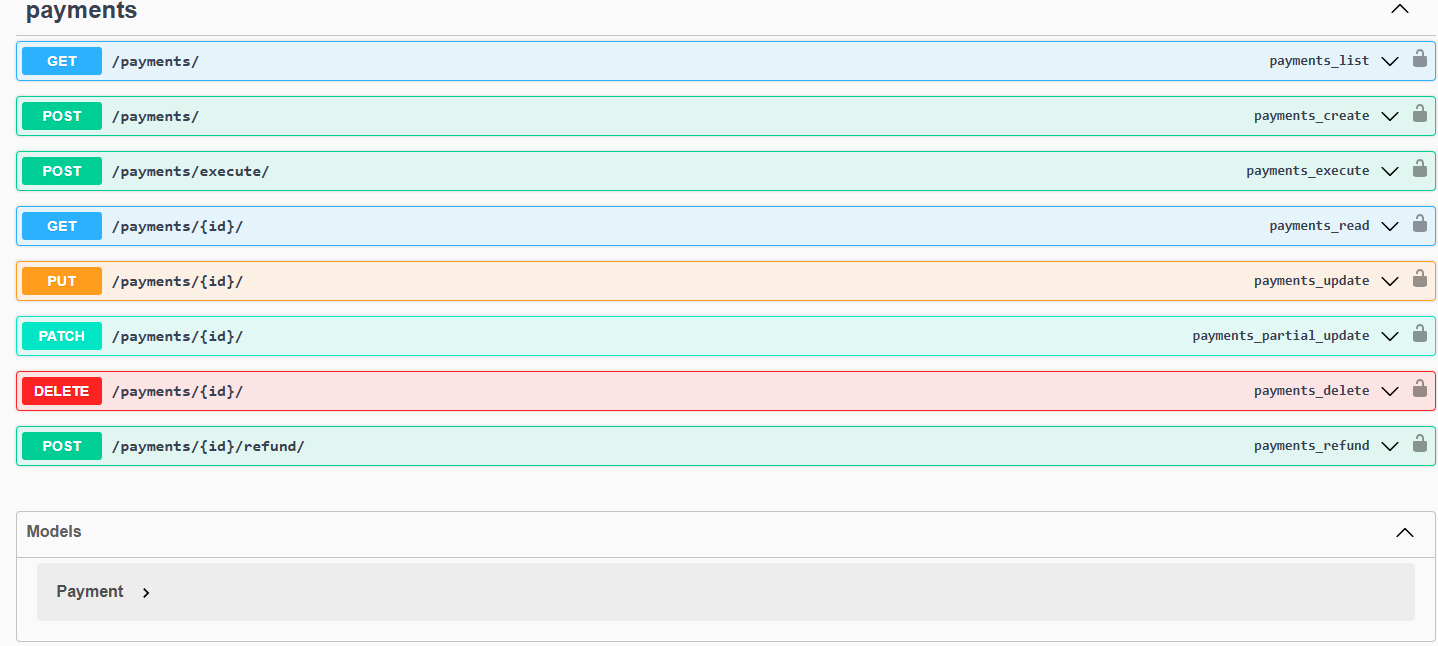 payments
GET /payments/ payments_list
POST /payments/ payments_create
POST /payments/execute/ payments_execute
GET /payments/{id}/ payments_read
PUT /payments/{id}/ payments_update
PATCH /payments/{id}/ payments_partial_update
DELETE /payments/{id}/ payments_delete
POST /payments/{id}/refund/ payments_refund
Models
Payment